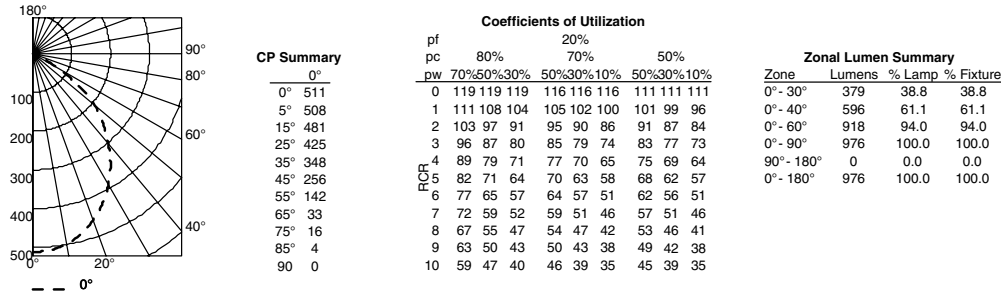 180°
90°
80°
100
60°
200
300
400
40°
500
0°
20°
0°
CP Summary
0°
0° 511
5° 508
15° 481
25° 425
35° 348
45° 256
55° 142
65° 33
75° 16
85° 4
90 0
Coefficients of Utilization
pf 20%
pc 80% 70% 50%
pw 70%50%30% 50%30%10% 50%30%10%
RCR
0 119 119 119 116 116 116 111 111 111
1 111 108 104 105 102 100 101 99 96
2 103 97 91 95 90 86 91 87 84
3 96 87 80 85 79 74 83 77 73
4 89 79 71 77 70 65 75 69 64
5 82 71 64 70 63 58 68 62 57
6 77 65 57 64 57 51 62 56 51
7 72 59 52 59 51 46 57 51 46
8 67 55 47 54 47 42 53 46 41
9 63 50 43 50 43 38 49 42 38
10 59 47 40 46 39 35 45 39 35
Zonal Lumen Summary
Zone Lumens % Lamp % Fixture
0°- 30° 379 38.8 38.8
0°- 40° 596 61.1 61.1
0°- 60° 918 94.0 94.0
0°- 90° 976 100.0 100.0
90°- 180° 0 0.0 0.0
0°- 180° 976 100.0 100.0